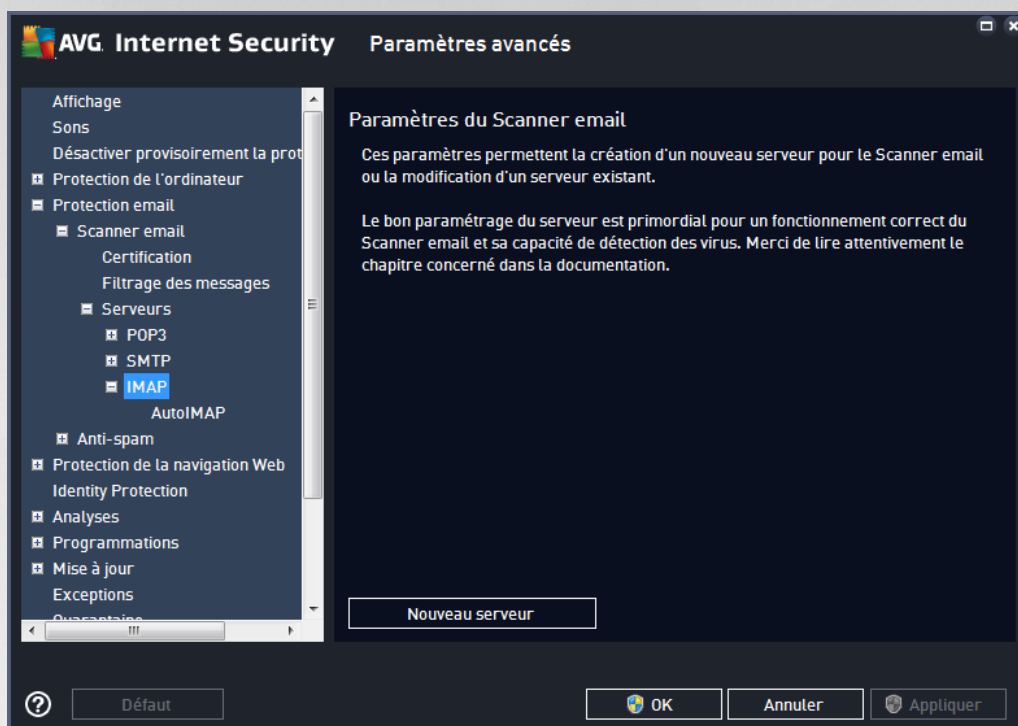 AVG. Internet Security
Paramètres avancés
Affichage
Sons
Désactiver provisoirement la prot
Protection de l'ordinateur
Protection email
Scanner email
Certification
Filtrage des messages
Serveurs
POP3
SMTP
IMAP
AutoIMAP
Anti-spam
Protection de la navigation Web
Identity Protection
Analyses
Programmations
Mise à jour
Exceptions
Quarantaine
Paramètres du Scanner email
Ces paramètres permettent la création d'un nouveau serveur pour le Scanner email
ou la modification d'un serveur existant.
Le bon paramétrage du serveur est primordial pour un fonctionnement correct du
Scanner email et sa capacité de détection des virus. Merci de lire attentivement le
chapitre concerné dans la documentation.
Nouveau serveur
Défaut
OK
Annuler
Appliquer